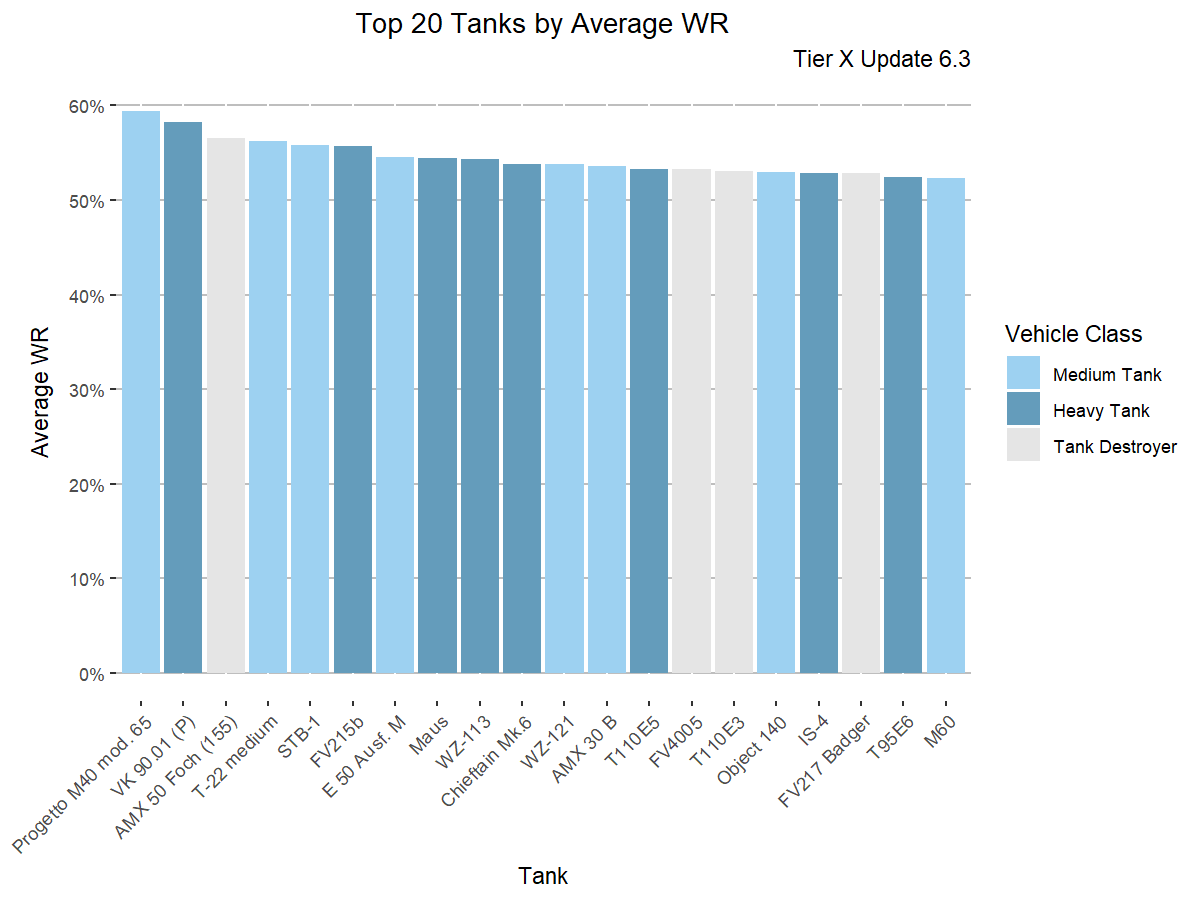 Top 20 Tanks by Average WR
Tier X Update 6.3
60%
50%
40%
30%
20%
10%
0%
Average WR
Progetto M40 mod. 65
VK 90.01 (P)
AMX 50 Foch (155)
T-22 medium
STB-1
FV215b
E 50 Ausf. M
Maus
WZ-113
Chieftain Mk.6
WZ-121
AMX 30 B
T110E5
FV4005
T110E3
Object 140
IS-4
FV217 Badger
T95E6
M60
Tank
Vehicle Class
Medium Tank
Heavy Tank
Tank Destroyer